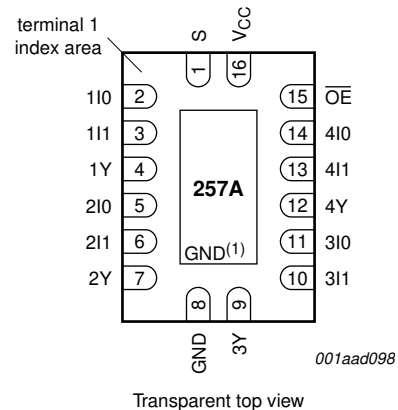 terminal 1
index area
S
VCC
1
16
1I0 2
15 OE
1I1 3
14 4I0
1Y 4
13 4I1
257A
2I0 5
12 4Y
2I1 6
11 3I0
GND(1)
2Y 7
10 3I1
8
9
GND
3Y
001aad098
Transparent top view